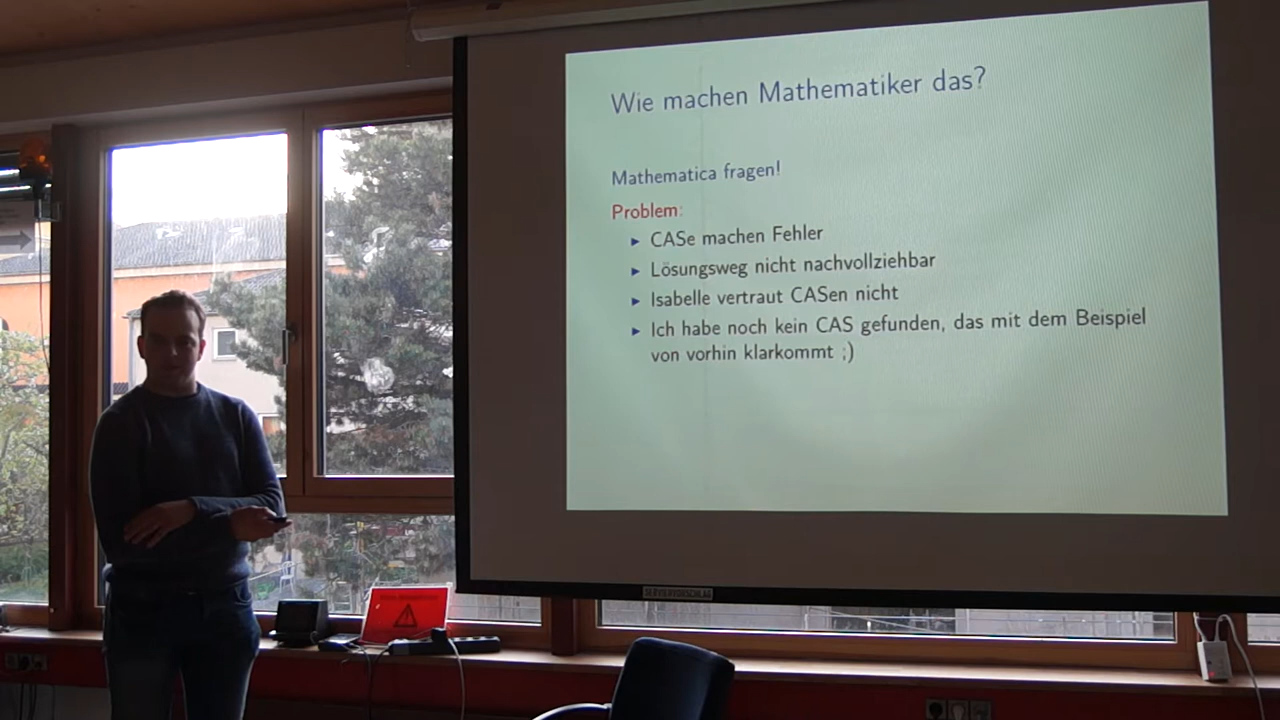 Wie machen Mathematiker das?
Mathematica fragen!
Problem:
▸ CASe machen Fehler
▸ Lösungsweg nicht nachvollziehbar
▸ Isabelle vertraut CASen nicht
▸ Ich habe noch kein CAS gefunden, das mit dem Beispiel
von vorhin klarkommt ;)
SERVIERVORSCHLAG